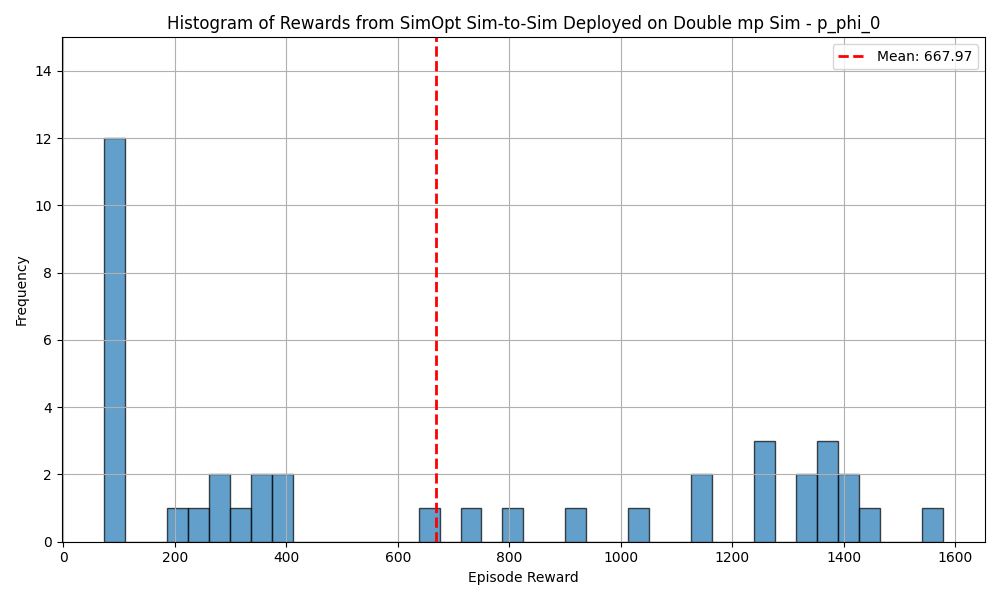 Histogram of Rewards from SimOpt Sim-to-Sim Deployed on Double mp Sim - p_phi_0
Mean: 667.97
14
12
10
8
6
4
2
0
Frequency
0 200 400 600 800 1000 1200 1400 1600
Episode Reward